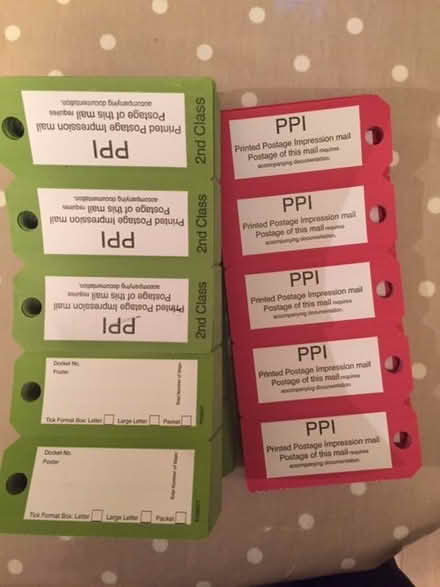 PPI
Printed Postage Impression mail
Postage of this mail requires
accompanying documentation.
2nd Class
PPI
Printed Postage Impression mail
Postage of this mail requires
accompanying documentation.
2nd Class
PPI
Printed Postage Impression mail
Postage of this mail requires
accompanying documentation.
2nd Class
Docket No.
Poster
Total Number of Bags:
Tick Format Box: Letter Large Letter Packet
Docket No.
Poster
Total Number of Bags:
Tick Format Box: Letter Large Letter Packet
PPI
Printed Postage Impression mail
Postage of this mail requires
accompanying documentation.
PPI
Printed Postage Impression mail
Postage of this mail requires
accompanying documentation.
PPI
Printed Postage Impression mail
Postage of this mail requires
accompanying documentation.
PPI
Printed Postage Impression mail
Postage of this mail requires
accompanying documentation.
PPI
Printed Postage Impression mail
Postage of this mail requires
accompanying documentation.